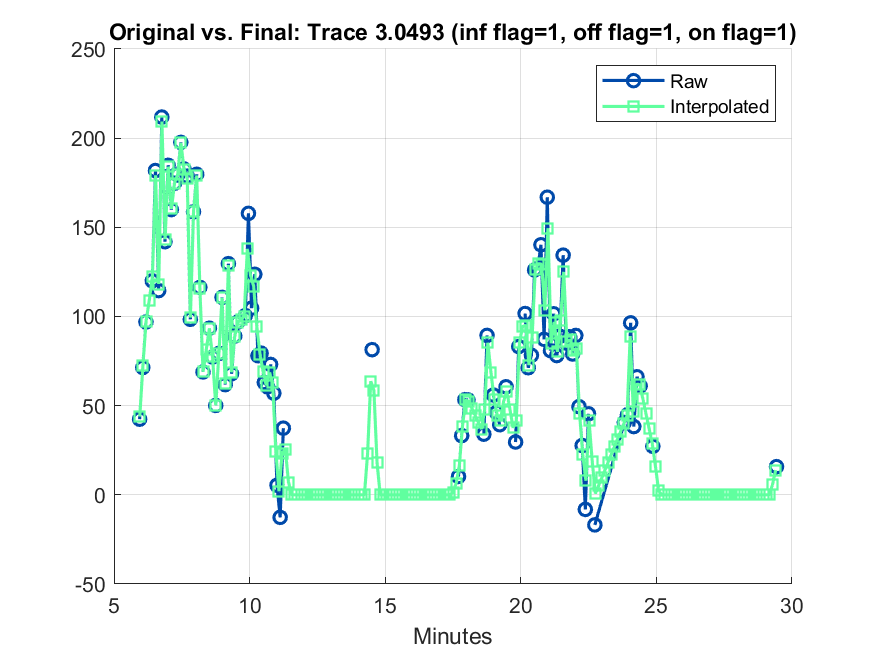 Original vs. Final: Trace 3.0493 (inf flag=1, off flag=1, on flag=1)
250
200
150
100
50
0
-50
Raw
Interpolated
5 10 15 20 25 30
Minutes